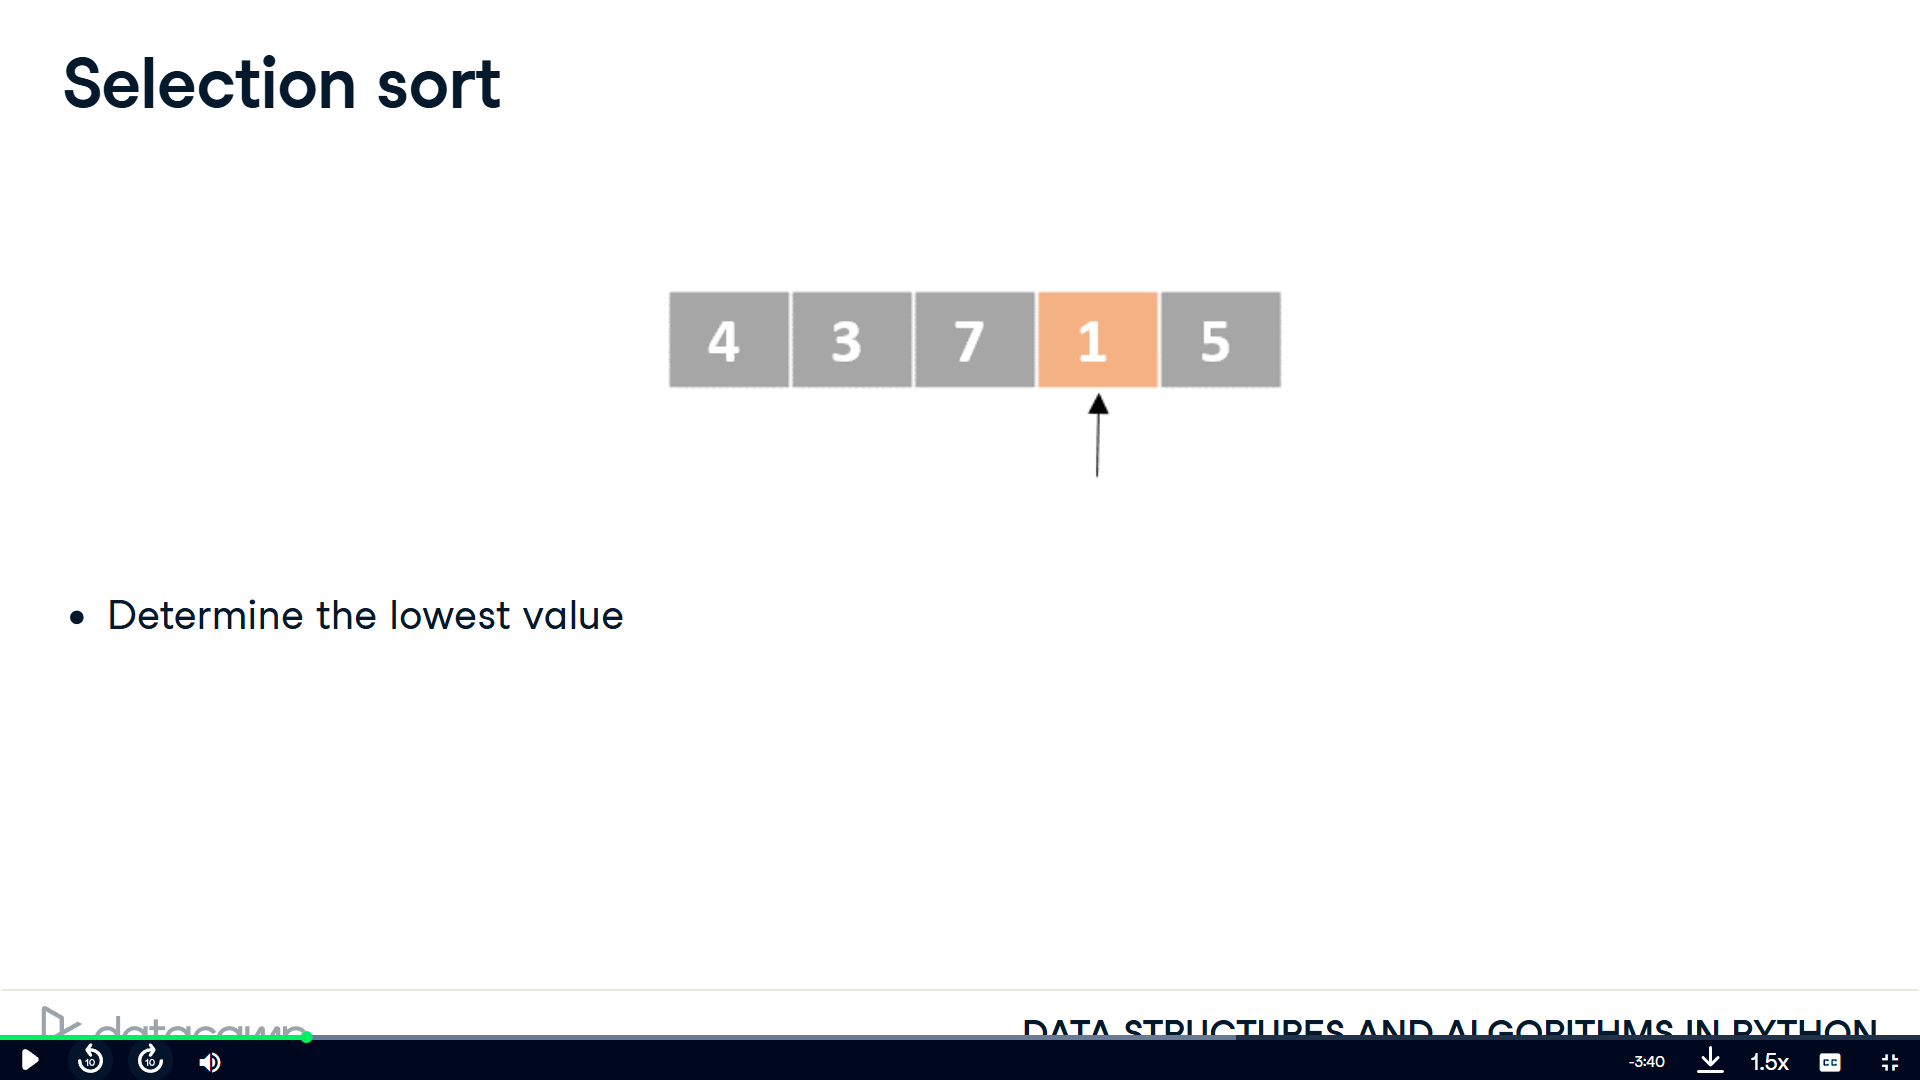 Selection sort
4 3 7 1 5
• Determine the lowest value
datacamp
DATA STRUCTURES AND ALGORITHMS IN PYTHON
10 10 -3:40 1.5x CC